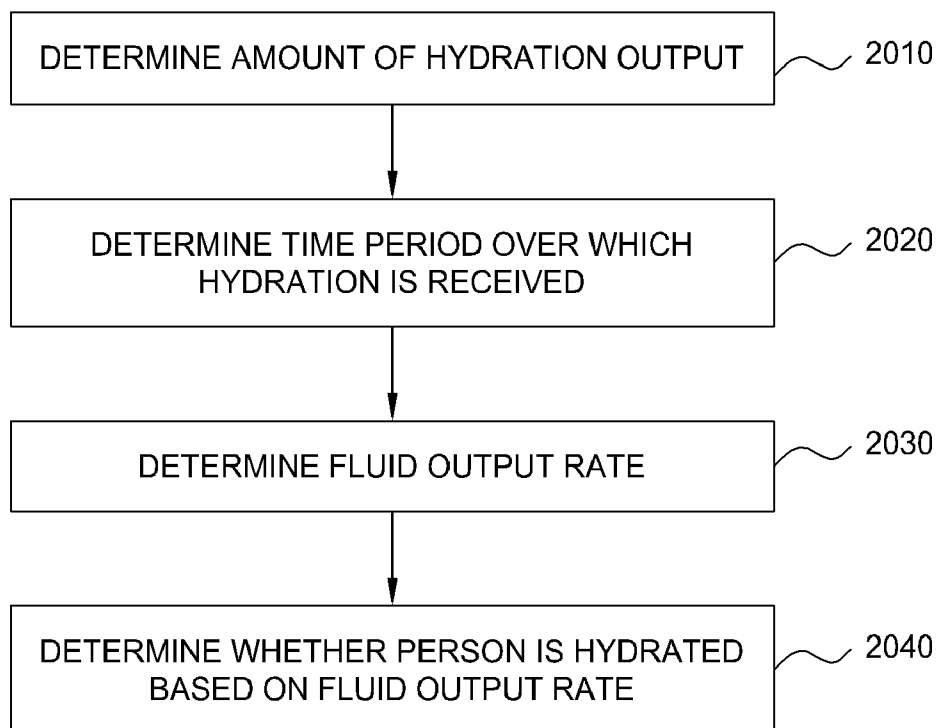 DETERMINE AMOUNT OF HYDRATION OUTPUT
2010
DETERMINE TIME PERIOD OVER WHICH
HYDRATION IS RECEIVED
2020
DETERMINE FLUID OUTPUT RATE
2030
DETERMINE WHETHER PERSON IS HYDRATED
BASED ON FLUID OUTPUT RATE
2040